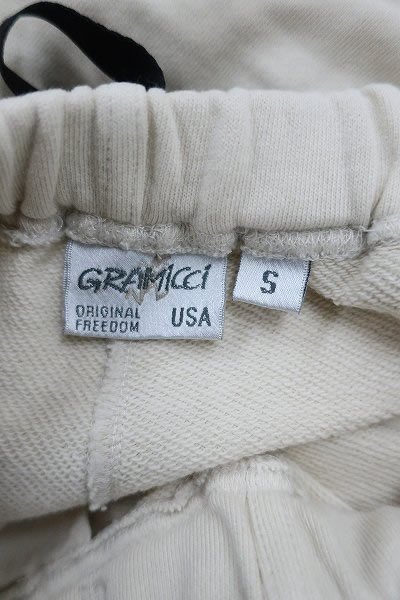 GRAMICCI
ORIGINAL
FREEDOM
USA
S